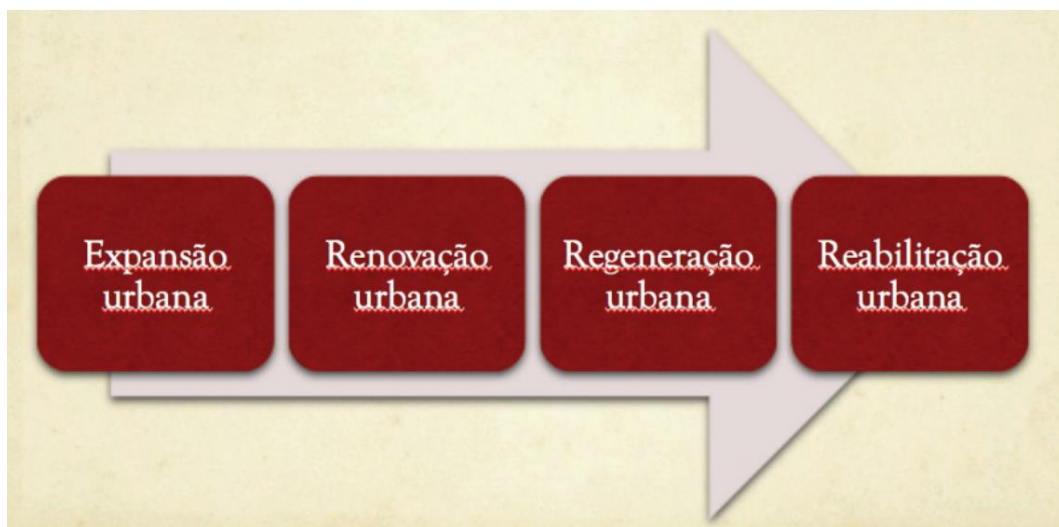 Expansão
urbana
Renovação
urbana
Regeneração
urbana
Reabilitação
urbana